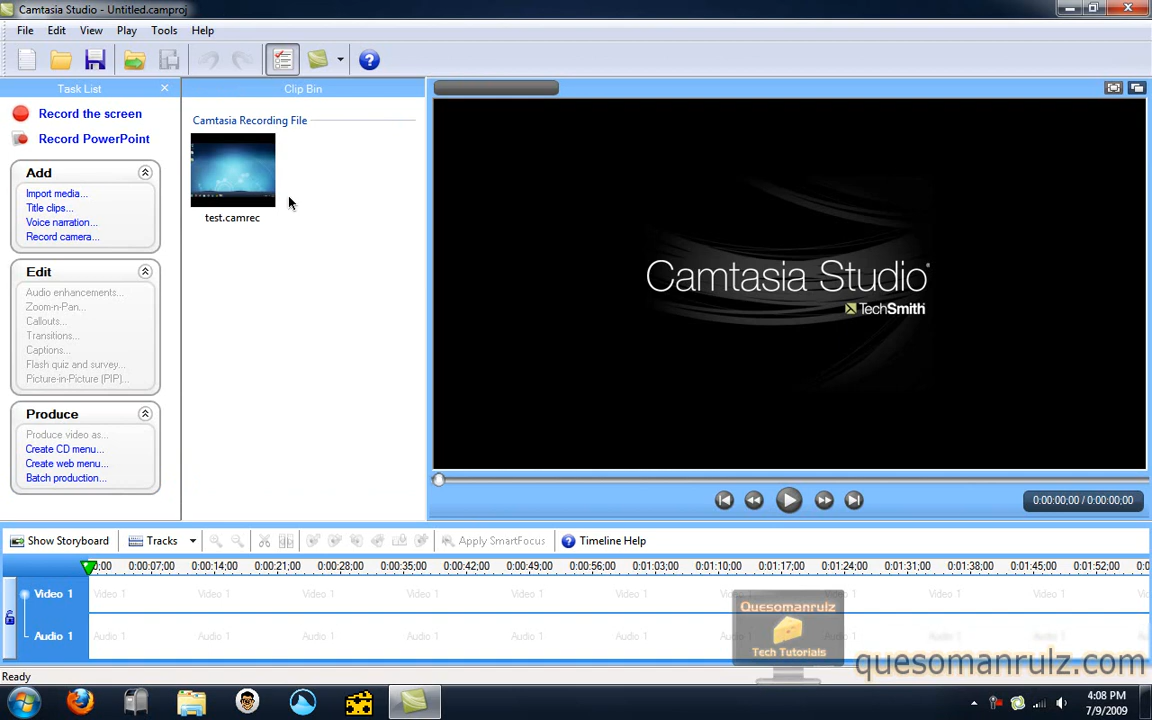 Camtasia Studio - Untitled.camproj
File Edit View Play Tools Help
Task List
Clip Bin
Record the screen
Record PowerPoint
Add
Import media...
Title clips...
Voice narration...
Record camera...
Edit
Audio enhancements...
Zoom-n-Pan...
Callouts...
Transitions...
Captions...
Flash quiz and survey...
Picture-in-Picture (PIP)...
Produce
Produce video as...
Create CD menu...
Create web menu...
Batch production...
Camtasia Recording File
test.camrec
Camtasia Studio®
TechSmith
0:00:00;00 / 0:00:00;00
Show Storyboard Tracks Apply SmartFocus Timeline Help
0:00 0:00:07;00 0:00:14;00 0:00:21;00 0:00:28;00 0:00:35;00 0:00:42;00 0:00:49;00 0:00:56;00 0:01:03;00 0:01:10;00 0:01:17;00 0:01:24;00 0:01:31;00 0:01:38;00 0:01:45;00 0:01:52;00
Video 1 Video 1 Video 1 Video 1 Video 1 Video 1 Video 1 Video 1 Video 1 Video 1
Audio 1 Audio 1 Audio 1 Audio 1 Audio 1 Audio 1 Audio 1 Audio 1 Audio 1 Audio 1
Quesomanrulz
Tech Tutorials
quesomanrulz.com
Ready
4:08 PM
7/9/2009